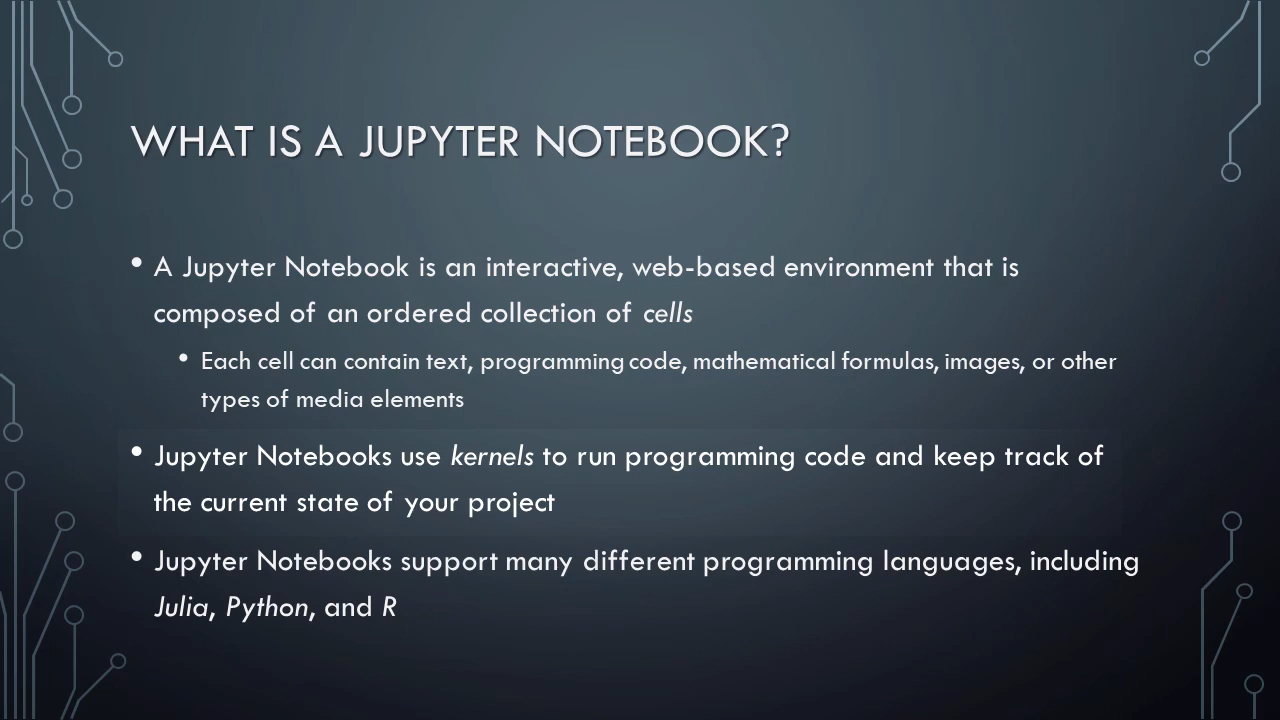 WHAT IS A JUPYTER NOTEBOOK?
• A Jupyter Notebook is an interactive, web-based environment that is
composed of an ordered collection of cells
• Each cell can contain text, programming code, mathematical formulas, images, or other
types of media elements
• Jupyter Notebooks use kernels to run programming code and keep track of
the current state of your project
• Jupyter Notebooks support many different programming languages, including
Julia, Python, and R